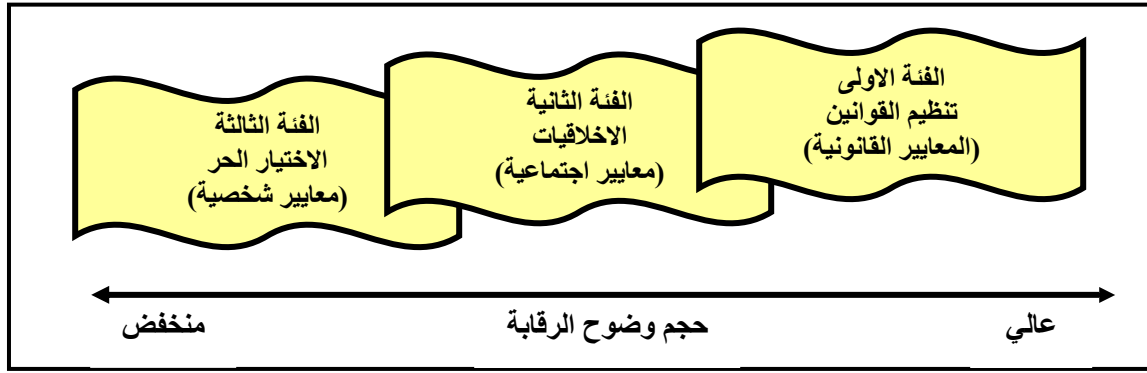 الفئة الاولى
تنظيم القوانين
(المعايير القانونية)
الفئة الثانية
الاخلاقيات
(معايير اجتماعية)
الفئة الثالثة
الاختيار الحر
(معايير شخصية)
عالي
حجم وضوح الرقابة
منخفض